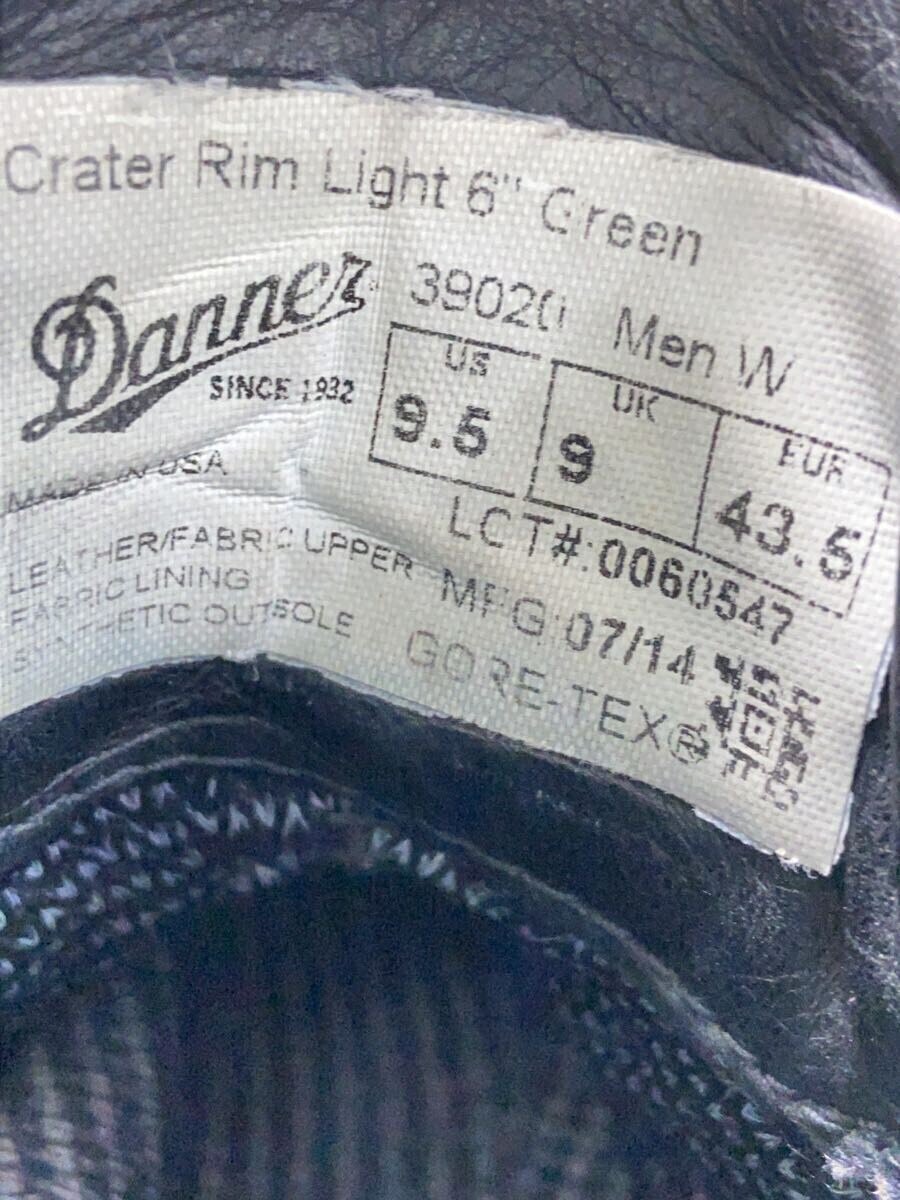 Crater Rim Light 6" Green
Danner
SINCE 1932
39020 Men W
US UK EUR
9.5 9 43.5
MADE IN USA
LCT#:0060547
LEATHER/FABRIC UPPER
FABRIC LINING
SYNTHETIC OUTSOLE
MFG:07/14
GORE-TEX®